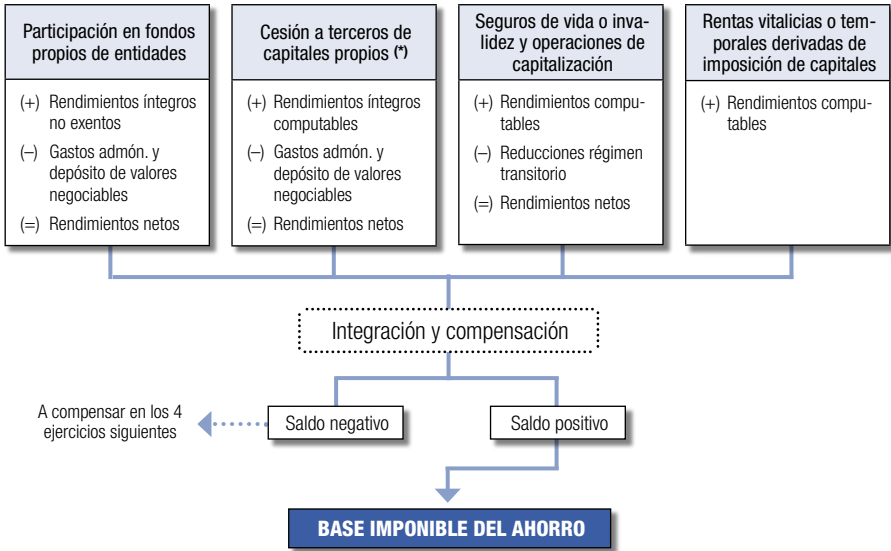 Participación en fondos
propios de entidades
(+) Rendimientos íntegros
no exentos
(–) Gastos admón. y
depósito de valores
negociables
(=) Rendimientos netos
Cesión a terceros de
capitales propios (*)
(+) Rendimientos íntegros
computables
(–) Gastos admón. y
depósito de valores
negociables
(=) Rendimientos netos
Seguros de vida o inva-
lidez y operaciones de
capitalización
(+) Rendimientos compu-
tables
(–) Reducciones régimen
transitorio
(=) Rendimientos netos
Rentas vitalicias o tem-
porales derivadas de
imposición de capitales
(+) Rendimientos compu-
tables
Integración y compensación
A compensar en los 4
ejercicios siguientes
Saldo negativo
Saldo positivo
BASE IMPONIBLE DEL AHORRO